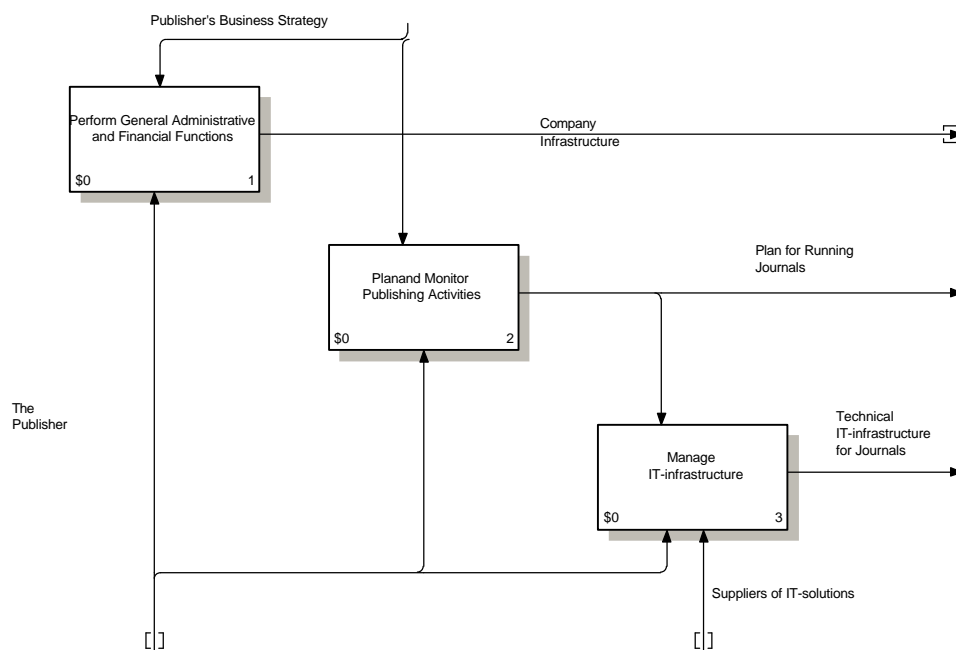 Publisher's Business Strategy
Perform General Administrative
and Financial Functions
$0
1
Company
Infrastructure
Plan for Running
Journals
Planand Monitor
Publishing Activities
$0
2
The
Publisher
Technical
IT-infrastructure
for Journals
Manage
IT-infrastructure
$0
3
Suppliers of IT-solutions